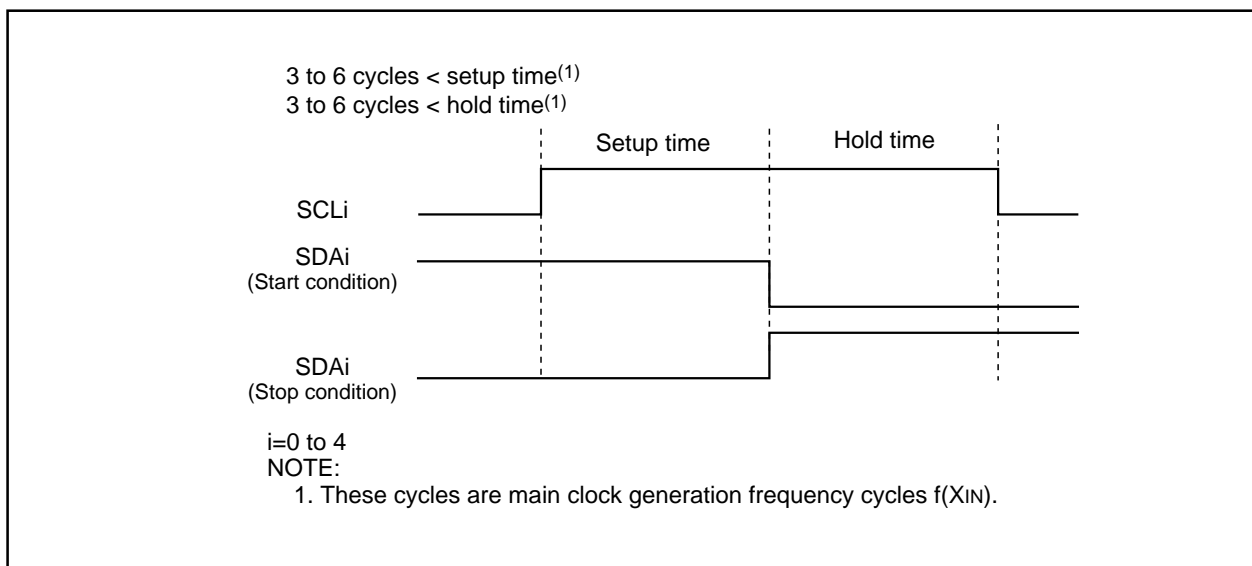 3 to 6 cycles < setup time(1)
3 to 6 cycles < hold time(1)
Setup time
Hold time
SCLi
SDAi
(Start condition)
SDAi
(Stop condition)
i=0 to 4
NOTE:
1. These cycles are main clock generation frequency cycles f(XIN).